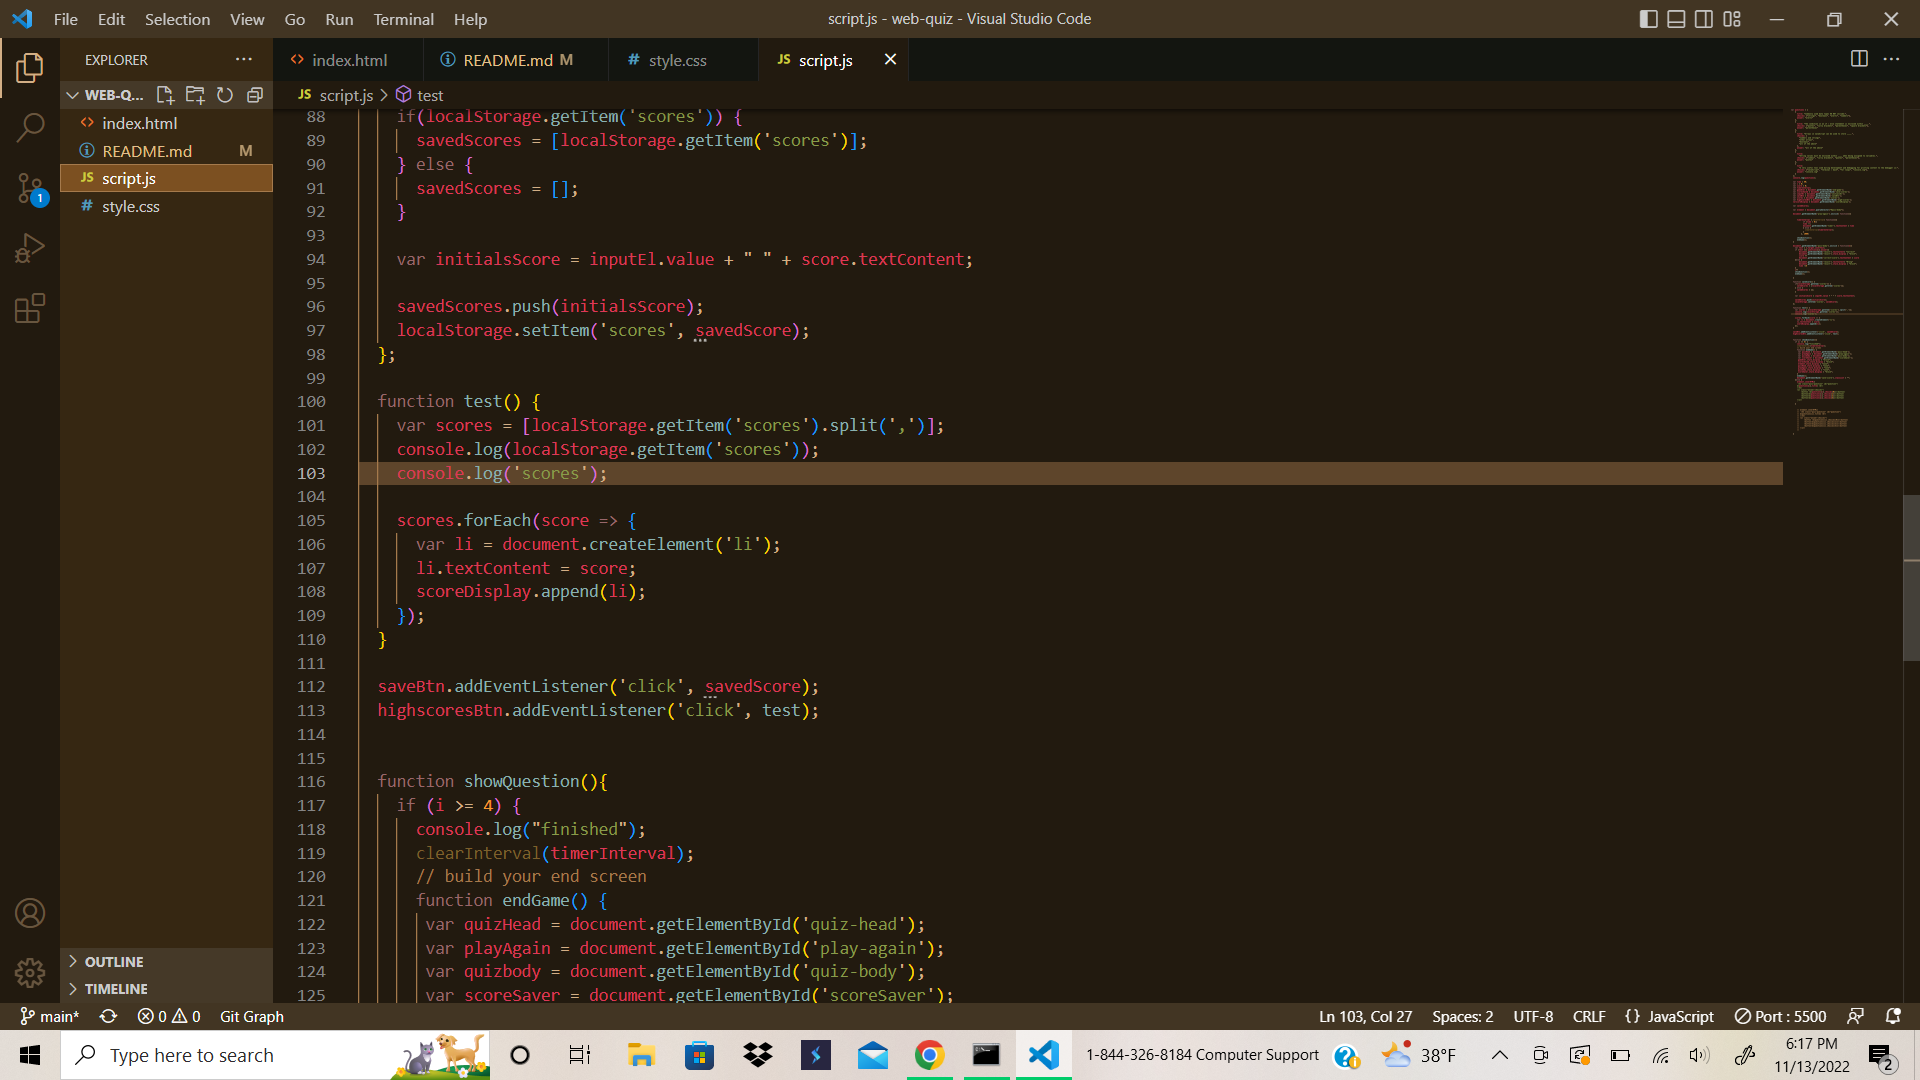 File Edit Selection View Go Run Terminal Help
script.js - web-quiz - Visual Studio Code
EXPLORER
index.html
README.md M
# style.css
JS script.js
WEB-Q...
JS script.js > test
index.html
README.md M
JS script.js
# style.css
1
88 if(localStorage.getItem('scores')) {
89 savedScores = [localStorage.getItem('scores')];
90 } else {
91 savedScores = [];
92 }
93
94 var initialsScore = inputEl.value + " " + score.textContent;
95
96 savedScores.push(initialsScore);
97 localStorage.setItem('scores', savedScore);
98 };
99
100 function test() {
101 var scores = [localStorage.getItem('scores').split(',')];
102 console.log(localStorage.getItem('scores'));
103 console.log('scores');
104
105 scores.forEach(score => {
106 var li = document.createElement('li');
107 li.textContent = score;
108 scoreDisplay.append(li);
109 });
110 }
111
112 saveBtn.addEventListener('click', savedScore);
113 highscoresBtn.addEventListener('click', test);
114
115
116 function showQuestion(){
117 if (i >= 4) {
118 console.log("finished");
119 clearInterval(timerInterval);
120 // build your end screen
121 function endGame() {
122 var quizHead = document.getElementById('quiz-head');
123 var playAgain = document.getElementById('play-again');
124 var quizbody = document.getElementById('quiz-body');
125 var scoreSaver = document.getElementById('scoreSaver');
OUTLINE
TIMELINE
main* 0 0 Git Graph
Ln 103, Col 27 Spaces: 2 UTF-8 CRLF {} JavaScript Port : 5500
Type here to search
1-844-326-8184 Computer Support
38°F
6:17 PM
11/13/2022
2